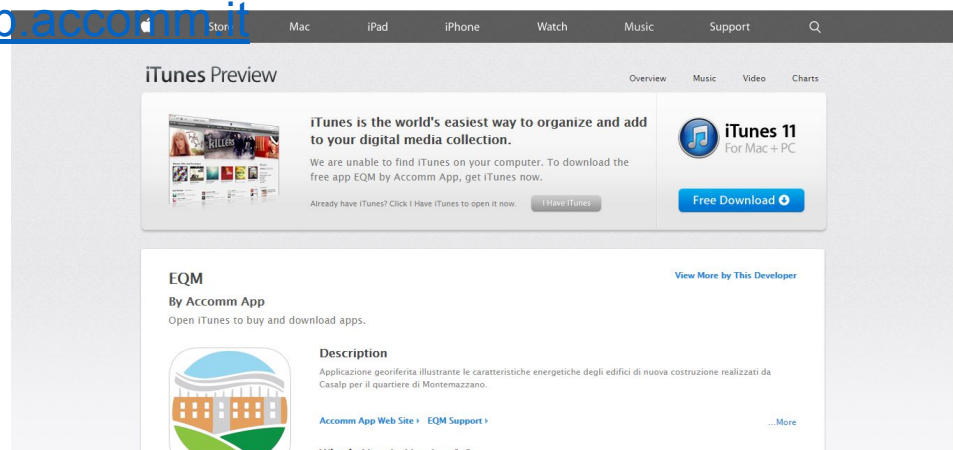 p.accomm.it
Store Mac iPad iPhone Watch Music Support
iTunes Preview
Overview Music Video Charts
iTunes is the world's easiest way to organize and add
to your digital media collection.
We are unable to find iTunes on your computer. To download the
free app EQM by Accomm App, get iTunes now.
Already have iTunes? Click I Have iTunes to open it now. I Have iTunes
iTunes 11
For Mac + PC
Free Download
EQM
View More by This Developer
By Accomm App
Open iTunes to buy and download apps.
Description
Applicazione georiferita illustrante le caratteristiche energetiche degli edifici di nuova costruzione realizzati da
Casalp per il quartiere di Montemazzano.
Accomm App Web Site EQM Support
...More